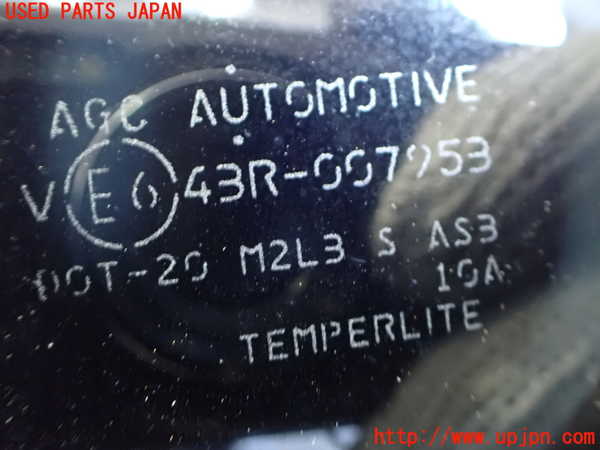 USED PARTS JAPAN
AGC AUTOMOTIVE
V E6 43R-007953
DOT-20 M2L3 S AS3
10A
TEMPERLITE
http://www.upjpn.com/